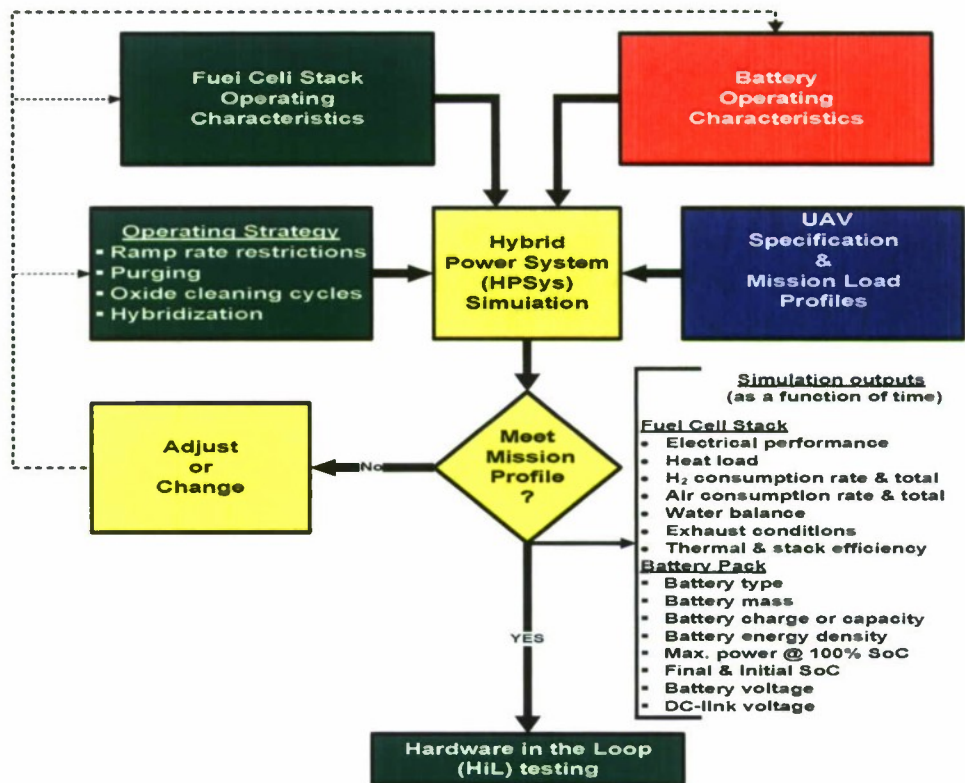 Fuel Cell Stack
Operating
Characteristics
Battery
Operating
Characteristics
Operating Strategy
▪ Ramp rate restrictions
▪ Purging
▪ Oxide cleaning cycles
▪ Hybridization
Hybrid
Power System
(HPSys)
Simulation
UAV
Specification
&
Mission Load
Profiles
Adjust
or
Change
No
Meet
Mission
Profile
?
Simulation outputs
(as a function of time)
Fuel Cell Stack
• Electrical performance
• Heat load
• H₂ consumption rate & total
• Air consumption rate & total
• Water balance
• Exhaust conditions
• Thermal & stack efficiency
Battery Pack
▪ Battery type
▪ Battery mass
▪ Battery charge or capacity
▪ Battery energy density
▪ Max. power @ 100% SoC
▪ Final & Initial SoC
▪ Battery voltage
▪ DC-link voltage
YES
Hardware in the Loop
(HiL) testing